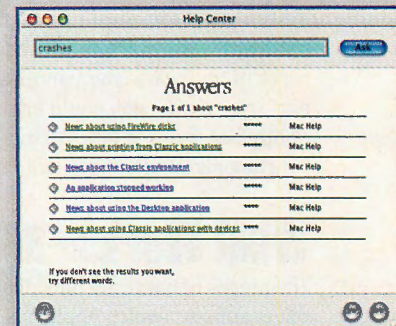 Help Center
crashes
Ask
Answers
Page 1 of 1 about "crashes"
News about using FireWire disks ***** Mac Help
News about printing from Classic applications ***** Mac Help
News about the Classic environment ***** Mac Help
An application stopped working ***** Mac Help
News about using the Desktop application ***** Mac Help
News about using Classic applications with devices **** Mac Help
If you don't see the results you want,
try different words.